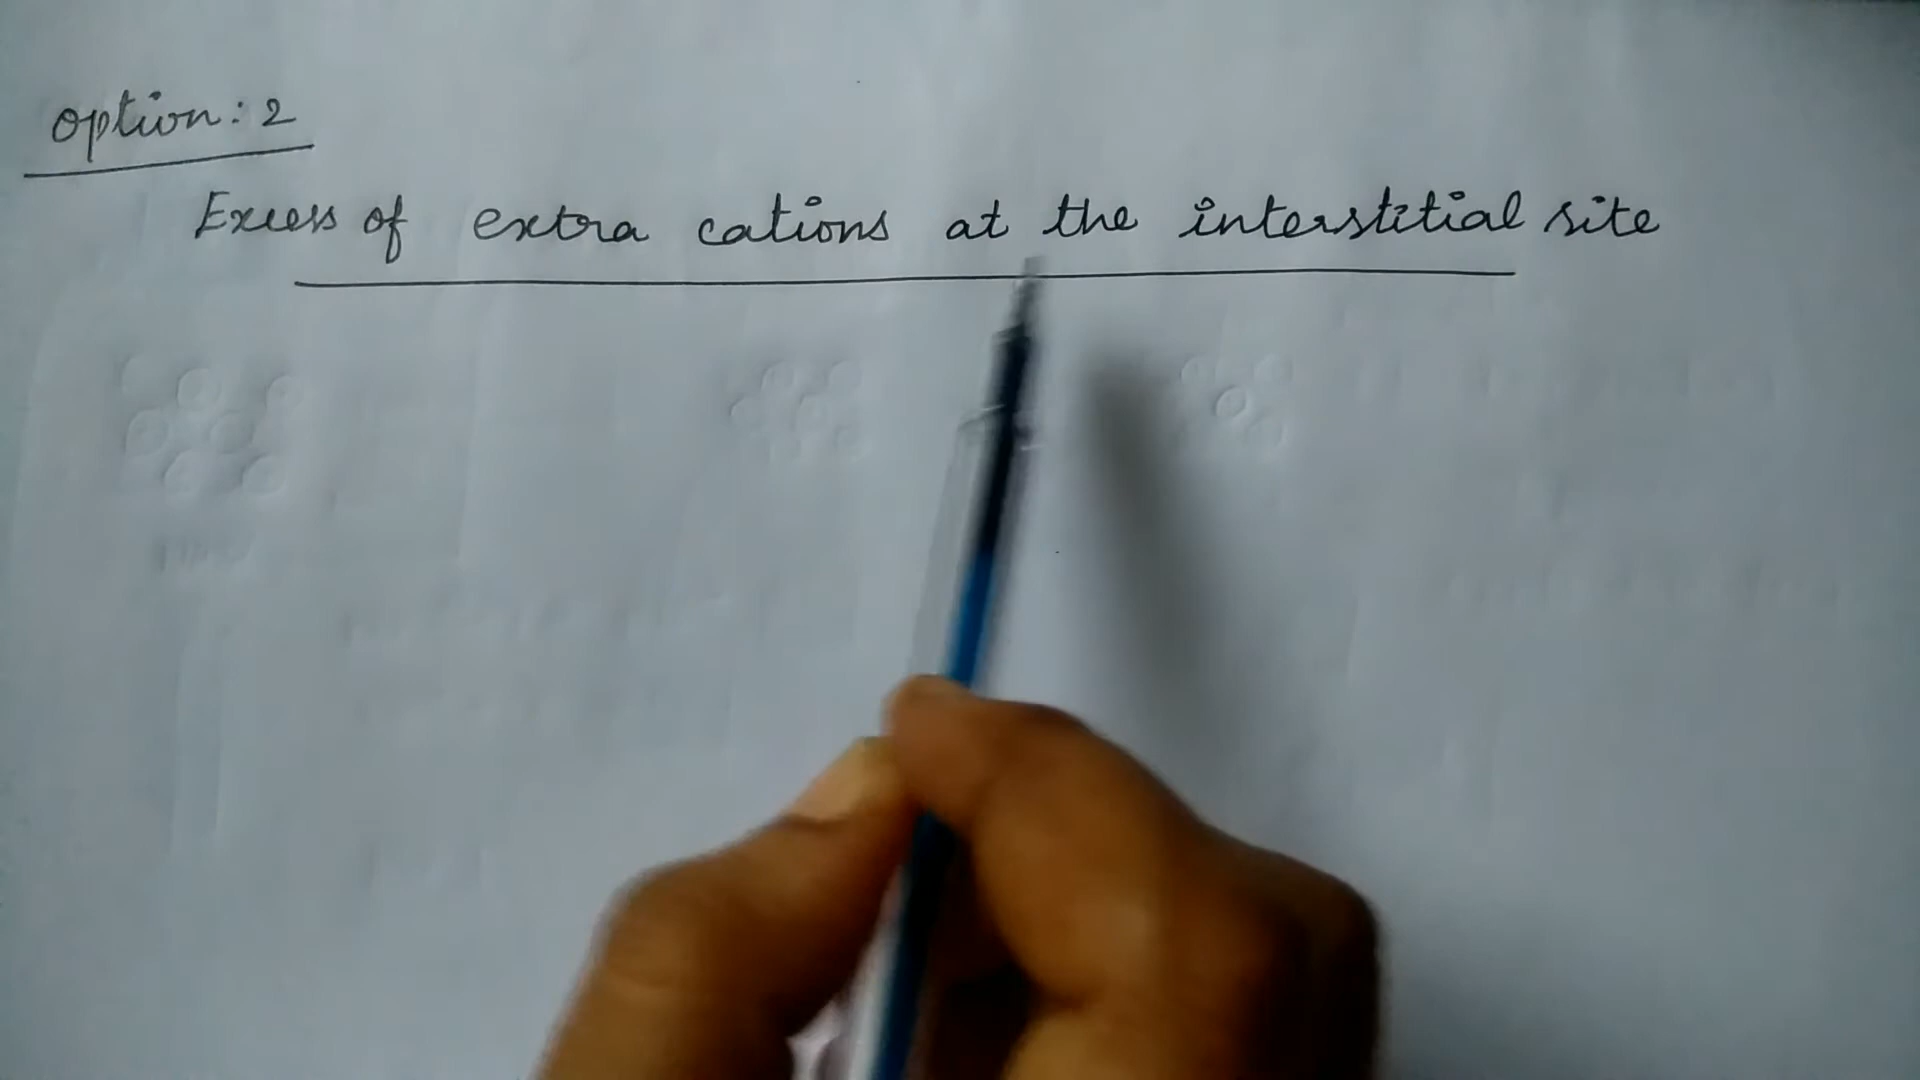 option: 2
Excess of extra cations at the interstitial site